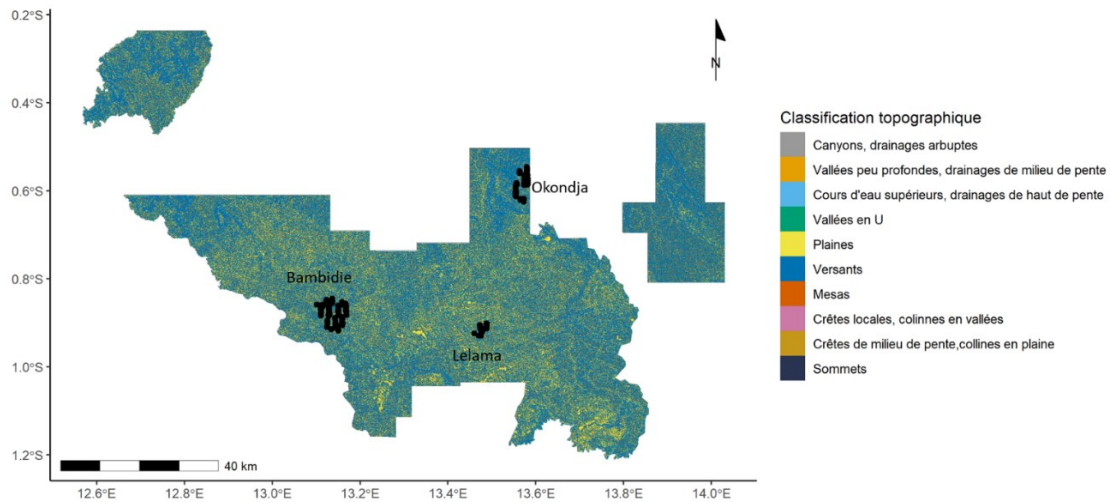 0.2°S
0.4°S
0.6°S
0.8°S
1.0°S
1.2°S
N
Okondja
Bambidie
Lélama
40 km
12.6°E 12.8°E 13.0°E 13.2°E 13.4°E 13.6°E 13.8°E 14.0°E
Classification topographique
Canyons, drainages arbuptes
Vallées peu profondes, drainages de milieu de pente
Cours d'eau supérieurs, drainages de haut de pente
Vallées en U
Plaines
Versants
Mesas
Crêtes locales, colinnes en vallées
Crêtes de milieu de pente,collines en plaine
Sommets